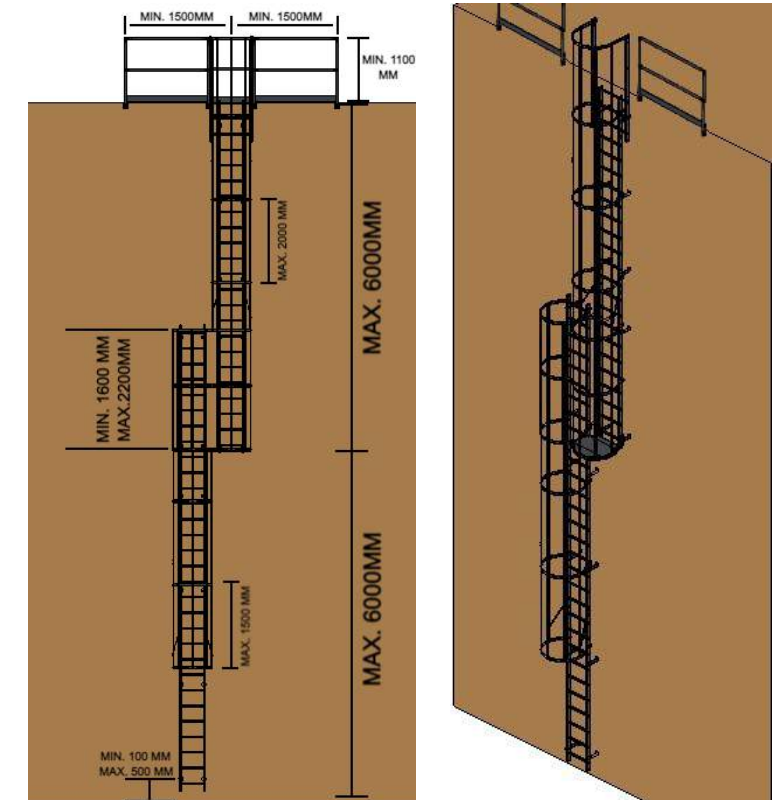 MIN. 1500MM
MIN. 1500MM
MIN. 1100
MM
MAX. 2000 MM
MAX. 6000MM
MIN. 1600 MM
MAX.2200MM
MAX. 1500 MM
MAX. 6000MM
MIN. 100 MM
MAX. 500 MM